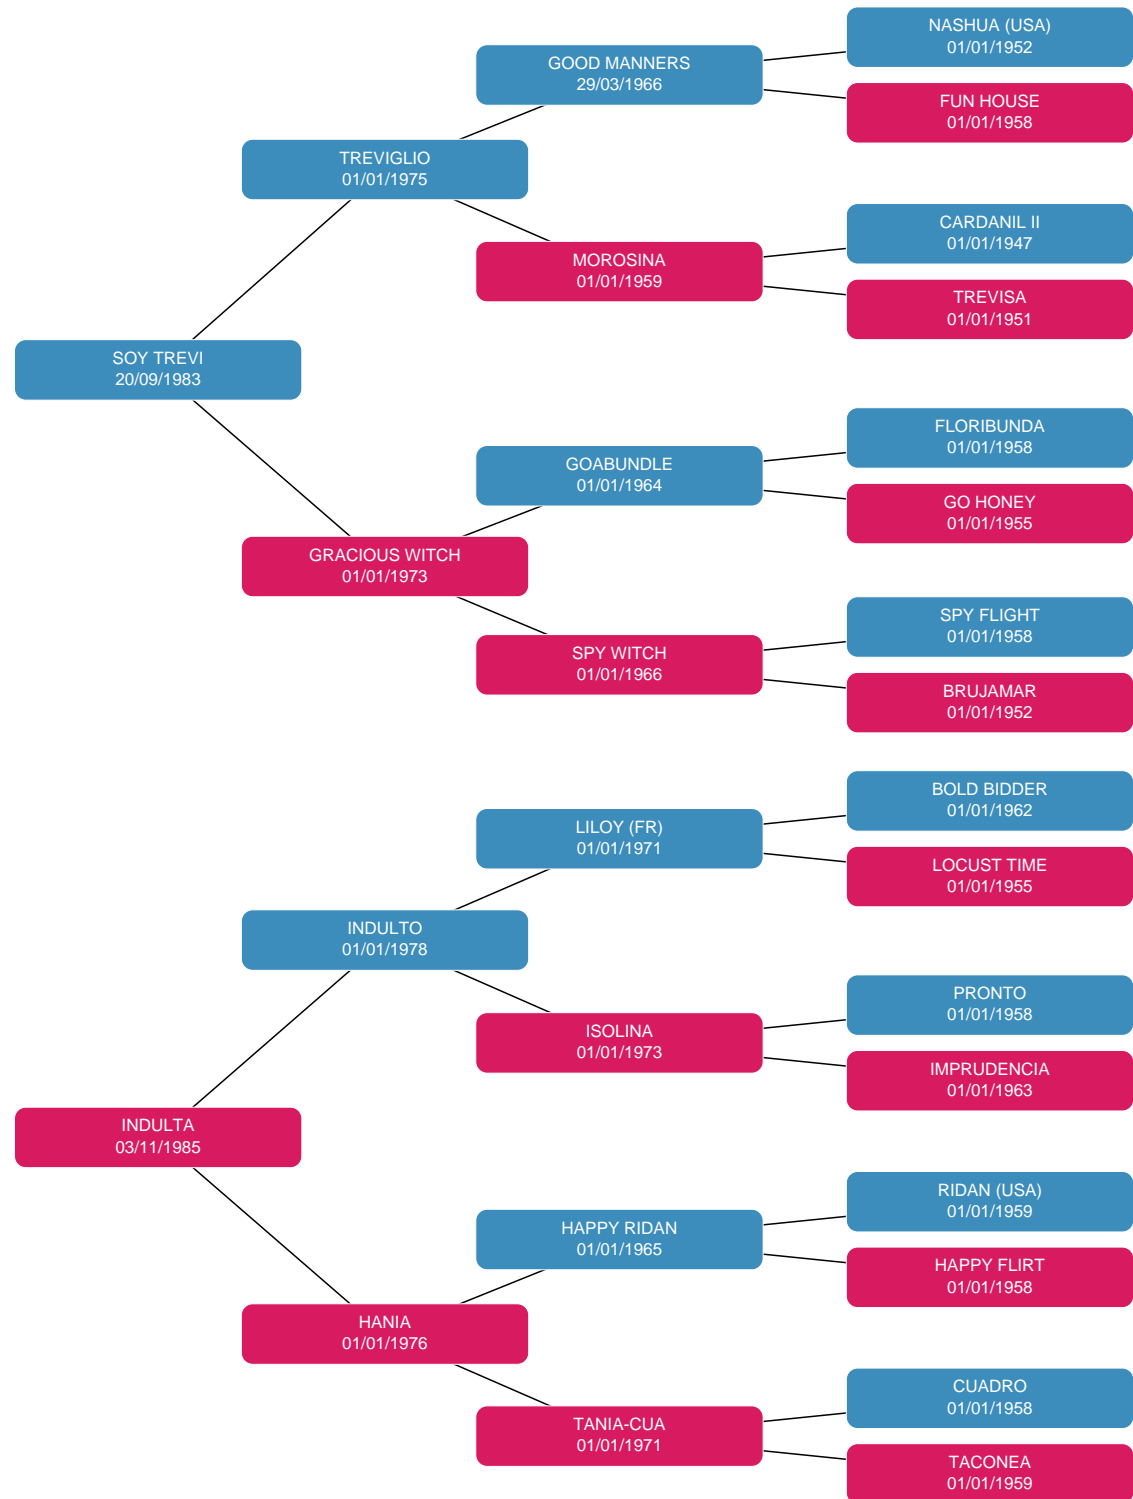 NASHUA (USA)
01/01/1952
GOOD MANNERS
29/03/1966
FUN HOUSE
01/01/1958
TREVIGLIO
01/01/1975
CARDANIL II
01/01/1947
MOROSINA
01/01/1959
TREVISA
01/01/1951
SOY TREVI
20/09/1983
FLORIBUNDA
01/01/1958
GOABUNDLE
01/01/1964
GO HONEY
01/01/1955
GRACIOUS WITCH
01/01/1973
SPY FLIGHT
01/01/1958
SPY WITCH
01/01/1966
BRUJAMAR
01/01/1952
BOLD BIDDER
01/01/1962
LILOY (FR)
01/01/1971
LOCUST TIME
01/01/1955
INDULTO
01/01/1978
PRONTO
01/01/1958
ISOLINA
01/01/1973
IMPRUDENCIA
01/01/1963
INDULTA
03/11/1985
RIDAN (USA)
01/01/1959
HAPPY RIDAN
01/01/1965
HAPPY FLIRT
01/01/1958
HANIA
01/01/1976
CUADRO
01/01/1958
TANIA-CUA
01/01/1971
TACONEA
01/01/1959